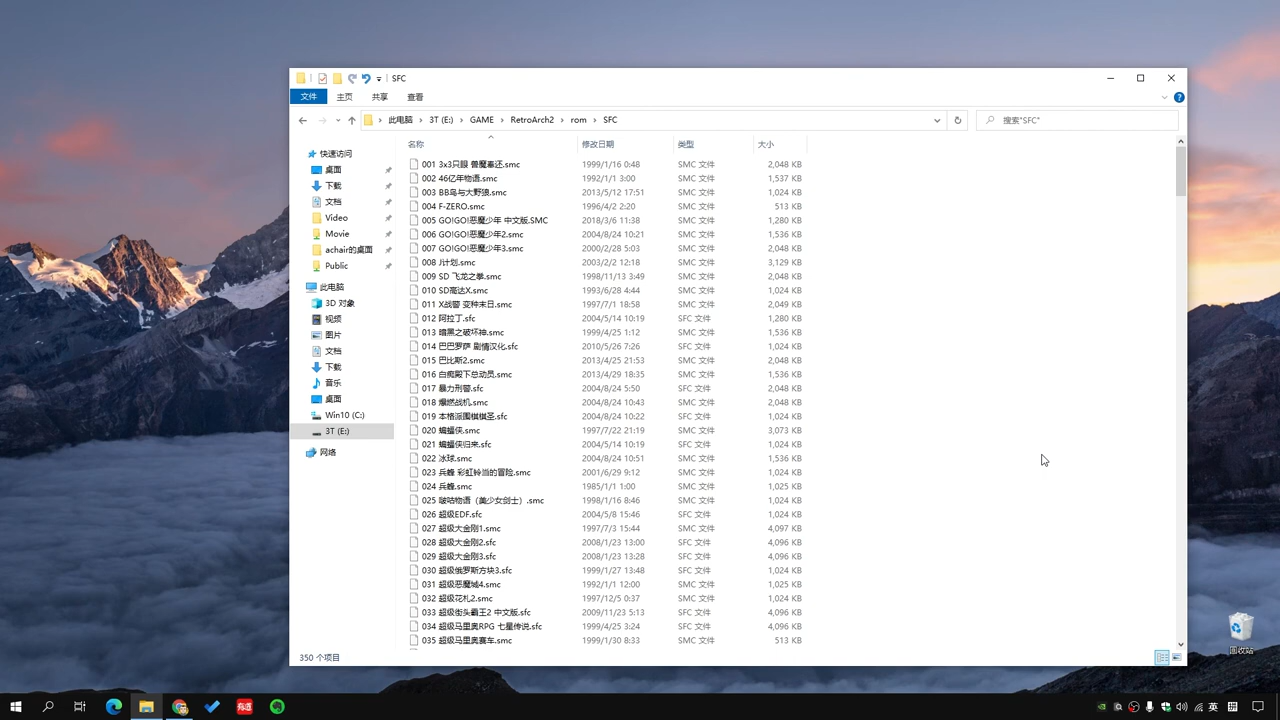 SFC
文件 主页 共享 查看
此电脑 3T (E:) GAME RetroArch2 rom SFC 搜索"SFC"
名称 修改日期 类型 大小
快速访问
桌面
下载
文档
Video
Movie
achair的桌面
Public
此电脑
3D 对象
视频
图片
文档
下载
音乐
桌面
Win10 (C:)
3T (E:)
网络
001 3x3只眼 兽魔奉还.smc 1999/1/16 0:48 SMC 文件 2,048 KB
002 46亿年物语.smc 1992/1/1 3:00 SMC 文件 1,537 KB
003 BB鸟与大野狼.smc 2013/5/12 17:51 SMC 文件 1,024 KB
004 F-ZERO.smc 1996/4/2 2:20 SMC 文件 513 KB
005 GO!GO!恶魔少年 中文版.SMC 2018/3/6 11:38 SMC 文件 1,280 KB
006 GO!GO!恶魔少年2.smc 2004/8/24 10:21 SMC 文件 1,536 KB
007 GO!GO!恶魔少年3.smc 2000/2/28 5:03 SMC 文件 2,048 KB
008 J计划.smc 2003/2/2 12:18 SMC 文件 3,129 KB
009 SD 飞龙之拳.smc 1998/11/13 3:49 SMC 文件 2,048 KB
010 SD高达X.smc 1993/6/28 4:44 SMC 文件 1,024 KB
011 X战警 变种末日.smc 1997/7/1 18:58 SMC 文件 2,049 KB
012 阿拉丁.sfc 2004/5/14 10:19 SFC 文件 1,280 KB
013 暗黑之破坏神.smc 1999/4/25 1:12 SMC 文件 1,536 KB
014 巴巴罗萨 剧情汉化.sfc 2010/5/26 7:26 SFC 文件 1,024 KB
015 巴比斯2.smc 2013/4/25 21:53 SMC 文件 2,048 KB
016 白痴殿下总动员.smc 2013/4/29 18:35 SMC 文件 1,536 KB
017 暴力刑警.sfc 2004/8/24 5:50 SFC 文件 2,048 KB
018 爆燃战机.smc 2004/8/24 10:43 SMC 文件 2,048 KB
019 本格派围棋棋圣.sfc 2004/8/24 10:22 SFC 文件 1,024 KB
020 蝙蝠侠.smc 1997/7/22 21:19 SMC 文件 3,073 KB
021 蝙蝠侠归来.sfc 2004/5/14 10:19 SFC 文件 1,024 KB
022 冰球.smc 2004/8/24 10:51 SMC 文件 1,536 KB
023 兵蜂 彩虹铃当的冒险.smc 2001/6/29 9:12 SMC 文件 1,024 KB
024 兵蜂.smc 1985/1/1 1:00 SMC 文件 1,025 KB
025 啵咕物语（美少女剑士）.smc 1998/1/16 8:46 SMC 文件 1,024 KB
026 超级EDF.sfc 2004/5/8 15:46 SFC 文件 1,024 KB
027 超级大金刚1.smc 1997/7/3 15:44 SMC 文件 4,097 KB
028 超级大金刚2.sfc 2008/1/23 13:00 SFC 文件 4,096 KB
029 超级大金刚3.sfc 2008/1/23 13:28 SFC 文件 4,096 KB
030 超级俄罗斯方块3.sfc 1999/1/27 13:48 SFC 文件 1,024 KB
031 超级恶魔城4.smc 1992/1/1 12:00 SMC 文件 1,025 KB
032 超级花札2.smc 1997/12/5 0:37 SMC 文件 1,024 KB
033 超级街头霸王2 中文版.sfc 2009/11/23 5:13 SFC 文件 4,096 KB
034 超级马里奥RPG 七星传说.sfc 1999/4/25 3:24 SFC 文件 4,096 KB
035 超级马里奥赛车.smc 1999/1/30 8:33 SMC 文件 513 KB
350 个项目
回收站
有道
英 拼